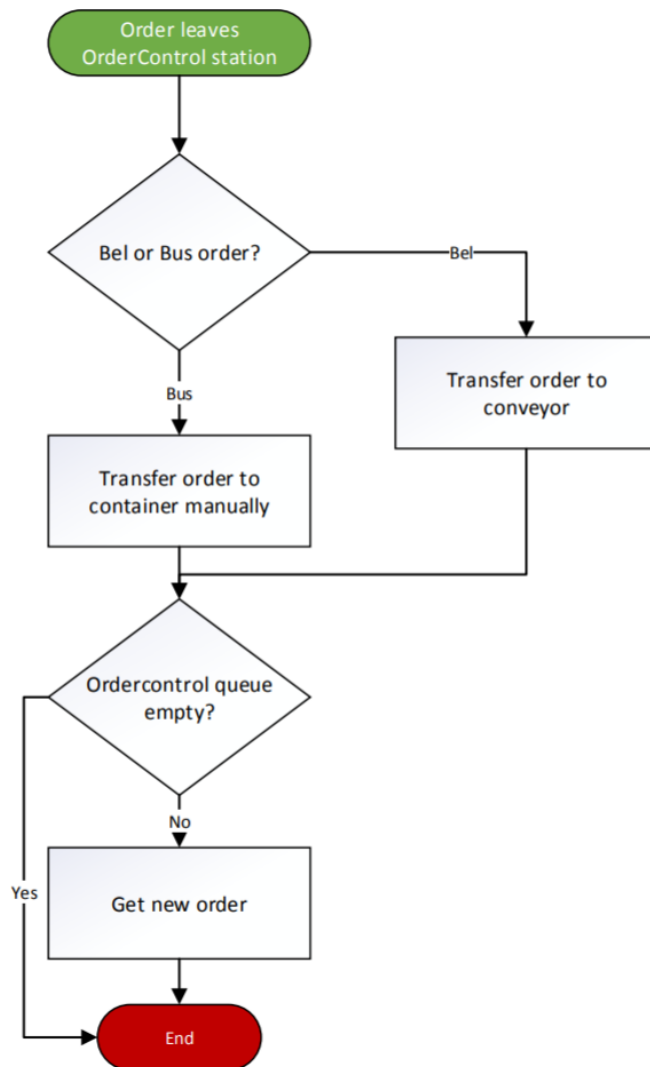 Order leaves
OrderControl station
Bel or Bus order?
Bel
Transfer order to
conveyor
Bus
Transfer order to
container manually
Ordercontrol queue
empty?
No
Yes
Get new order
End